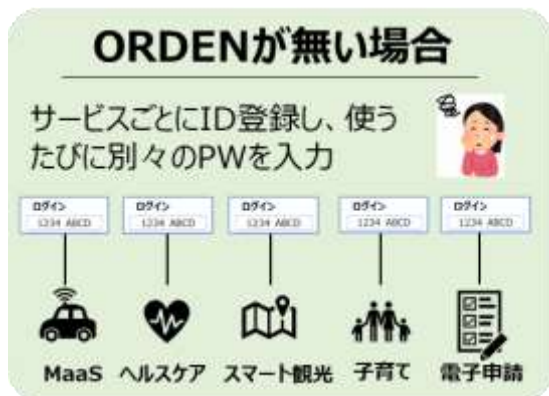 ORDENが無い場合
サービスごとにID登録し、使う
たびに別々のPWを入力
ログイン ログイン ログイン ログイン ログイン
1234 ABCD 1234 ABCD 1234 ABCD 1234 ABCD 1234 ABCD
MaaS ヘルスケア スマート観光 子育て 電子申請